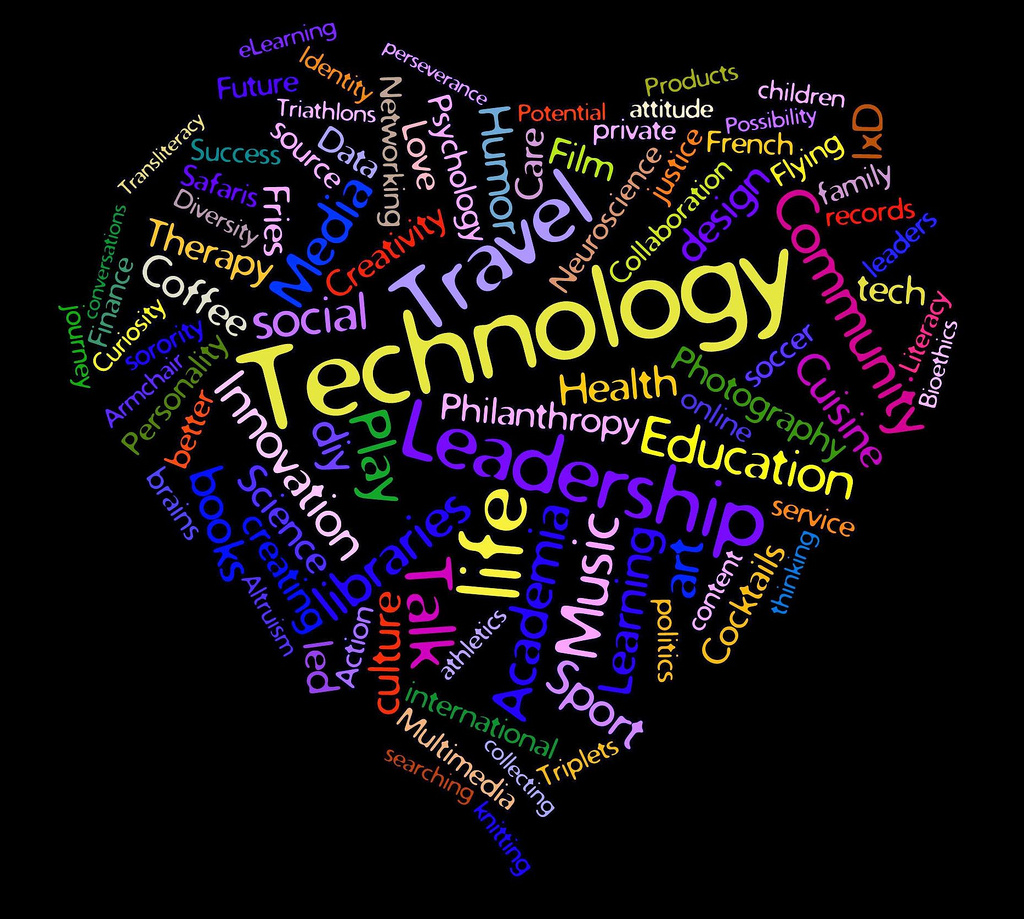 eLearning
Identity
perseverance
Future
Products
children
Triathlons
Networking
Psychology
Humor
Potential
attitude
Possibility
private
French
IxD
Transliteracy
Success
source
Data
Love
Care
Film
Neuroscience
justice
Flying
family
Safaris
Diversity
Fries
Media
Creativity
Travel
Collaboration
design
Community
records
leaders
conversations
Finance
Therapy
Coffee
social
Technology
tech
Literacy
Bioethics
journey
Curiosity
sorority
Armchair
Personality
better
Innovation
diy
Play
Philanthropy
Health
Photography
online
soccer
Cuisine
Leadership
Education
brains
books
Science
creating
libraries
life
Academia
Music
Learning
art
service
thinking
content
Cocktails
politics
Altruism
led
Action
culture
Talk
athletics
Sport
international
Multimedia
searching
collecting
Triplets
knitting